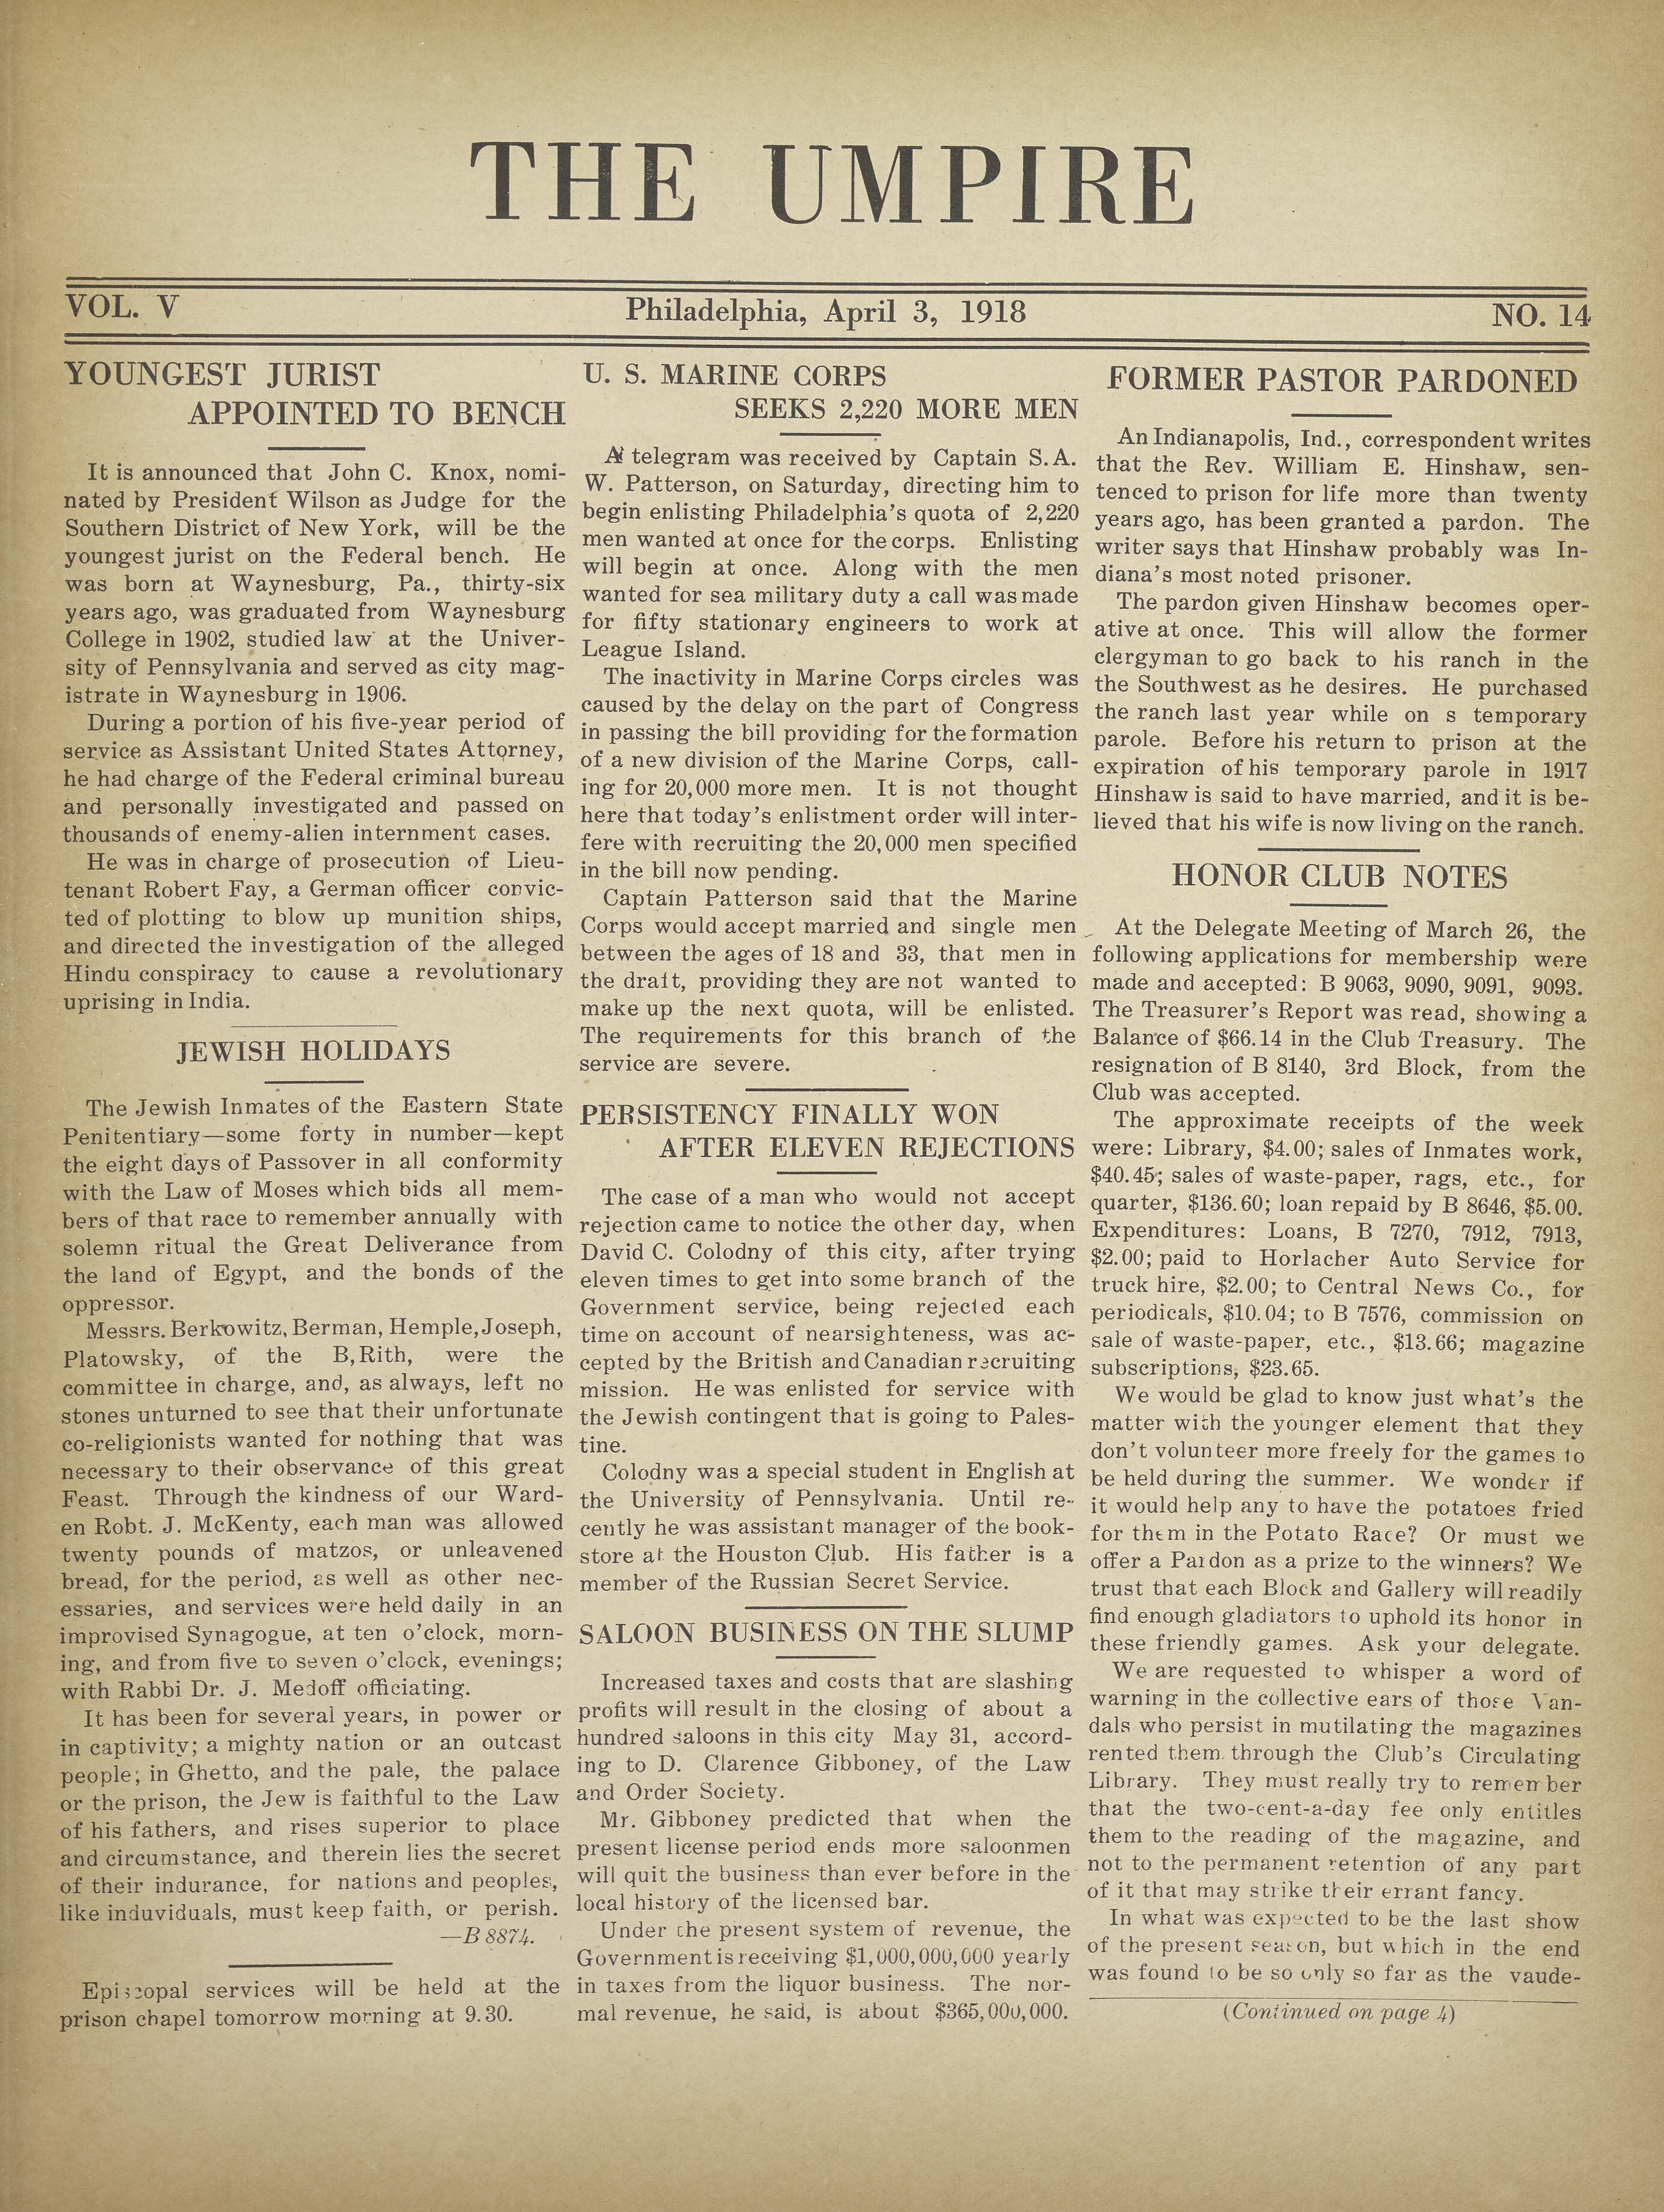 THE UMPIRE
VOL. V
Philadelphia, April 3, 1918
NO. 14
YOUNGEST JURIST
APPOINTED TO BENCH
It is announced that John C. Knox, nomi-
nated by President Wilson as Judge for the
Southern District of New York, will be the
youngest jurist on the Federal bench. He
was born at Waynesburg, Pa., thirty-six
years ago, was graduated from Waynesburg
College in 1902, studied law at the Univer-
sity of Pennsylvania and served as city mag-
istrate in Waynesburg in 1906.
During a portion of his five-year period of
service as Assistant United States Attorney,
he had charge of the Federal criminal bureau
and personally investigated and passed on
thousands of enemy-alien internment cases.
He was in charge of prosecution of Lieu-
tenant Robert Fay, a German officer convic-
ted of plotting to blow up munition ships,
and directed the investigation of the alleged
Hindu conspiracy to cause a revolutionary
uprising in India.
JEWISH HOLIDAYS
The Jewish Inmates of the Eastern State
Penitentiary—some forty in number—kept
the eight days of Passover in all conformity
with the Law of Moses which bids all mem-
bers of that race to remember annually with
solemn ritual the Great Deliverance from
the land of Egypt, and the bonds of the
oppressor.
Messrs. Berkowitz, Berman, Hemple, Joseph,
Platowsky, of the B,Rith, were the
committee in charge, and, as always, left no
stones unturned to see that their unfortunate
co-religionists wanted for nothing that was
necessary to their observance of this great
Feast. Through the kindness of our Ward-
en Robt. J. McKenty, each man was allowed
twenty pounds of matzos, or unleavened
bread, for the period, as well as other nec-
essaries, and services were held daily in an
improvised Synagogue, at ten o'clock, morn-
ing, and from five to seven o'clock, evenings;
with Rabbi Dr. J. Medoff officiating.
It has been for several years, in power or
in captivity; a mighty nation or an outcast
people; in Ghetto, and the pale, the palace
or the prison, the Jew is faithful to the Law
of his fathers, and rises superior to place
and circumstance, and therein lies the secret
of their indurance, for nations and peoples,
like induviduals, must keep faith, or perish.
—B 8874.
Episcopal services will be held at the
prison chapel tomorrow morning at 9.30.
U. S. MARINE CORPS
SEEKS 2,220 MORE MEN
A telegram was received by Captain S. A.
W. Patterson, on Saturday, directing him to
begin enlisting Philadelphia's quota of 2,220
men wanted at once for the corps. Enlisting
will begin at once. Along with the men
wanted for sea military duty a call was made
for fifty stationary engineers to work at
League Island.
The inactivity in Marine Corps circles was
caused by the delay on the part of Congress
in passing the bill providing for the formation
of a new division of the Marine Corps, call-
ing for 20,000 more men. It is not thought
here that today's enlistment order will inter-
fere with recruiting the 20,000 men specified
in the bill now pending.
Captain Patterson said that the Marine
Corps would accept married and single men
between the ages of 18 and 33, that men in
the draft, providing they are not wanted to
make up the next quota, will be enlisted.
The requirements for this branch of the
service are severe.
PERSISTENCY FINALLY WON
AFTER ELEVEN REJECTIONS
The case of a man who would not accept
rejection came to notice the other day, when
David C. Colodny of this city, after trying
eleven times to get into some branch of the
Government service, being rejected each
time on account of nearsighteness, was ac-
cepted by the British and Canadian recruiting
mission. He was enlisted for service with
the Jewish contingent that is going to Pales-
tine.
Colodny was a special student in English at
the University of Pennsylvania. Until re-
cently he was assistant manager of the book-
store at the Houston Club. His father is a
member of the Russian Secret Service.
SALOON BUSINESS ON THE SLUMP
Increased taxes and costs that are slashing
profits will result in the closing of about a
hundred saloons in this city May 31, accord-
ing to D. Clarence Gibboney, of the Law
and Order Society.
Mr. Gibboney predicted that when the
present license period ends more saloonmen
will quit the business than ever before in the
local history of the licensed bar.
Under the present system of revenue, the
Government is receiving $1,000,000,000 yearly
in taxes from the liquor business. The nor-
mal revenue, he said, is about $365,000,000.
FORMER PASTOR PARDONED
An Indianapolis, Ind., correspondent writes
that the Rev. William E. Hinshaw, sen-
tenced to prison for life more than twenty
years ago, has been granted a pardon. The
writer says that Hinshaw probably was In-
diana's most noted prisoner.
The pardon given Hinshaw becomes oper-
ative at once. This will allow the former
clergyman to go back to his ranch in the
the Southwest as he desires. He purchased
the ranch last year while on s temporary
parole. Before his return to prison at the
expiration of his temporary parole in 1917
Hinshaw is said to have married, and it is be-
lieved that his wife is now living on the ranch.
HONOR CLUB NOTES
At the Delegate Meeting of March 26, the
following applications for membership were
made and accepted: B 9063, 9090, 9091, 9093.
The Treasurer's Report was read, showing a
Balance of $66.14 in the Club Treasury. The
resignation of B 8140, 3rd Block, from the
Club was accepted.
The approximate receipts of the week
were: Library, $4.00; sales of Inmates work,
$40.45; sales of waste-paper, rags, etc., for
quarter, $136.60; loan repaid by B 8646, $5.00.
Expenditures: Loans, B 7270, 7912, 7913,
$2.00; paid to Horlacher Auto Service for
truck hire, $2.00; to Central News Co., for
periodicals, $10.04; to B 7576, commission on
sale of waste-paper, etc., $13.66; magazine
subscriptions, $23.65.
We would be glad to know just what's the
matter with the younger element that they
don't volunteer more freely for the games to
be held during the summer. We wonder if
it would help any to have the potatoes fried
for them in the Potato Race? Or must we
offer a Pardon as a prize to the winners? We
trust that each Block and Gallery will readily
find enough gladiators to uphold its honor in
these friendly games. Ask your delegate.
We are requested to whisper a word of
warning in the collective ears of those Van-
dals who persist in mutilating the magazines
rented them through the Club's Circulating
Library. They must really try to remember
that the two-cent-a-day fee only entitles
them to the reading of the magazine, and
not to the permanent retention of any part
of it that may strike their errant fancy.
In what was expected to be the last show
of the present season, but which in the end
was found to be so only so far as the vaude-
(Continued on page 4)